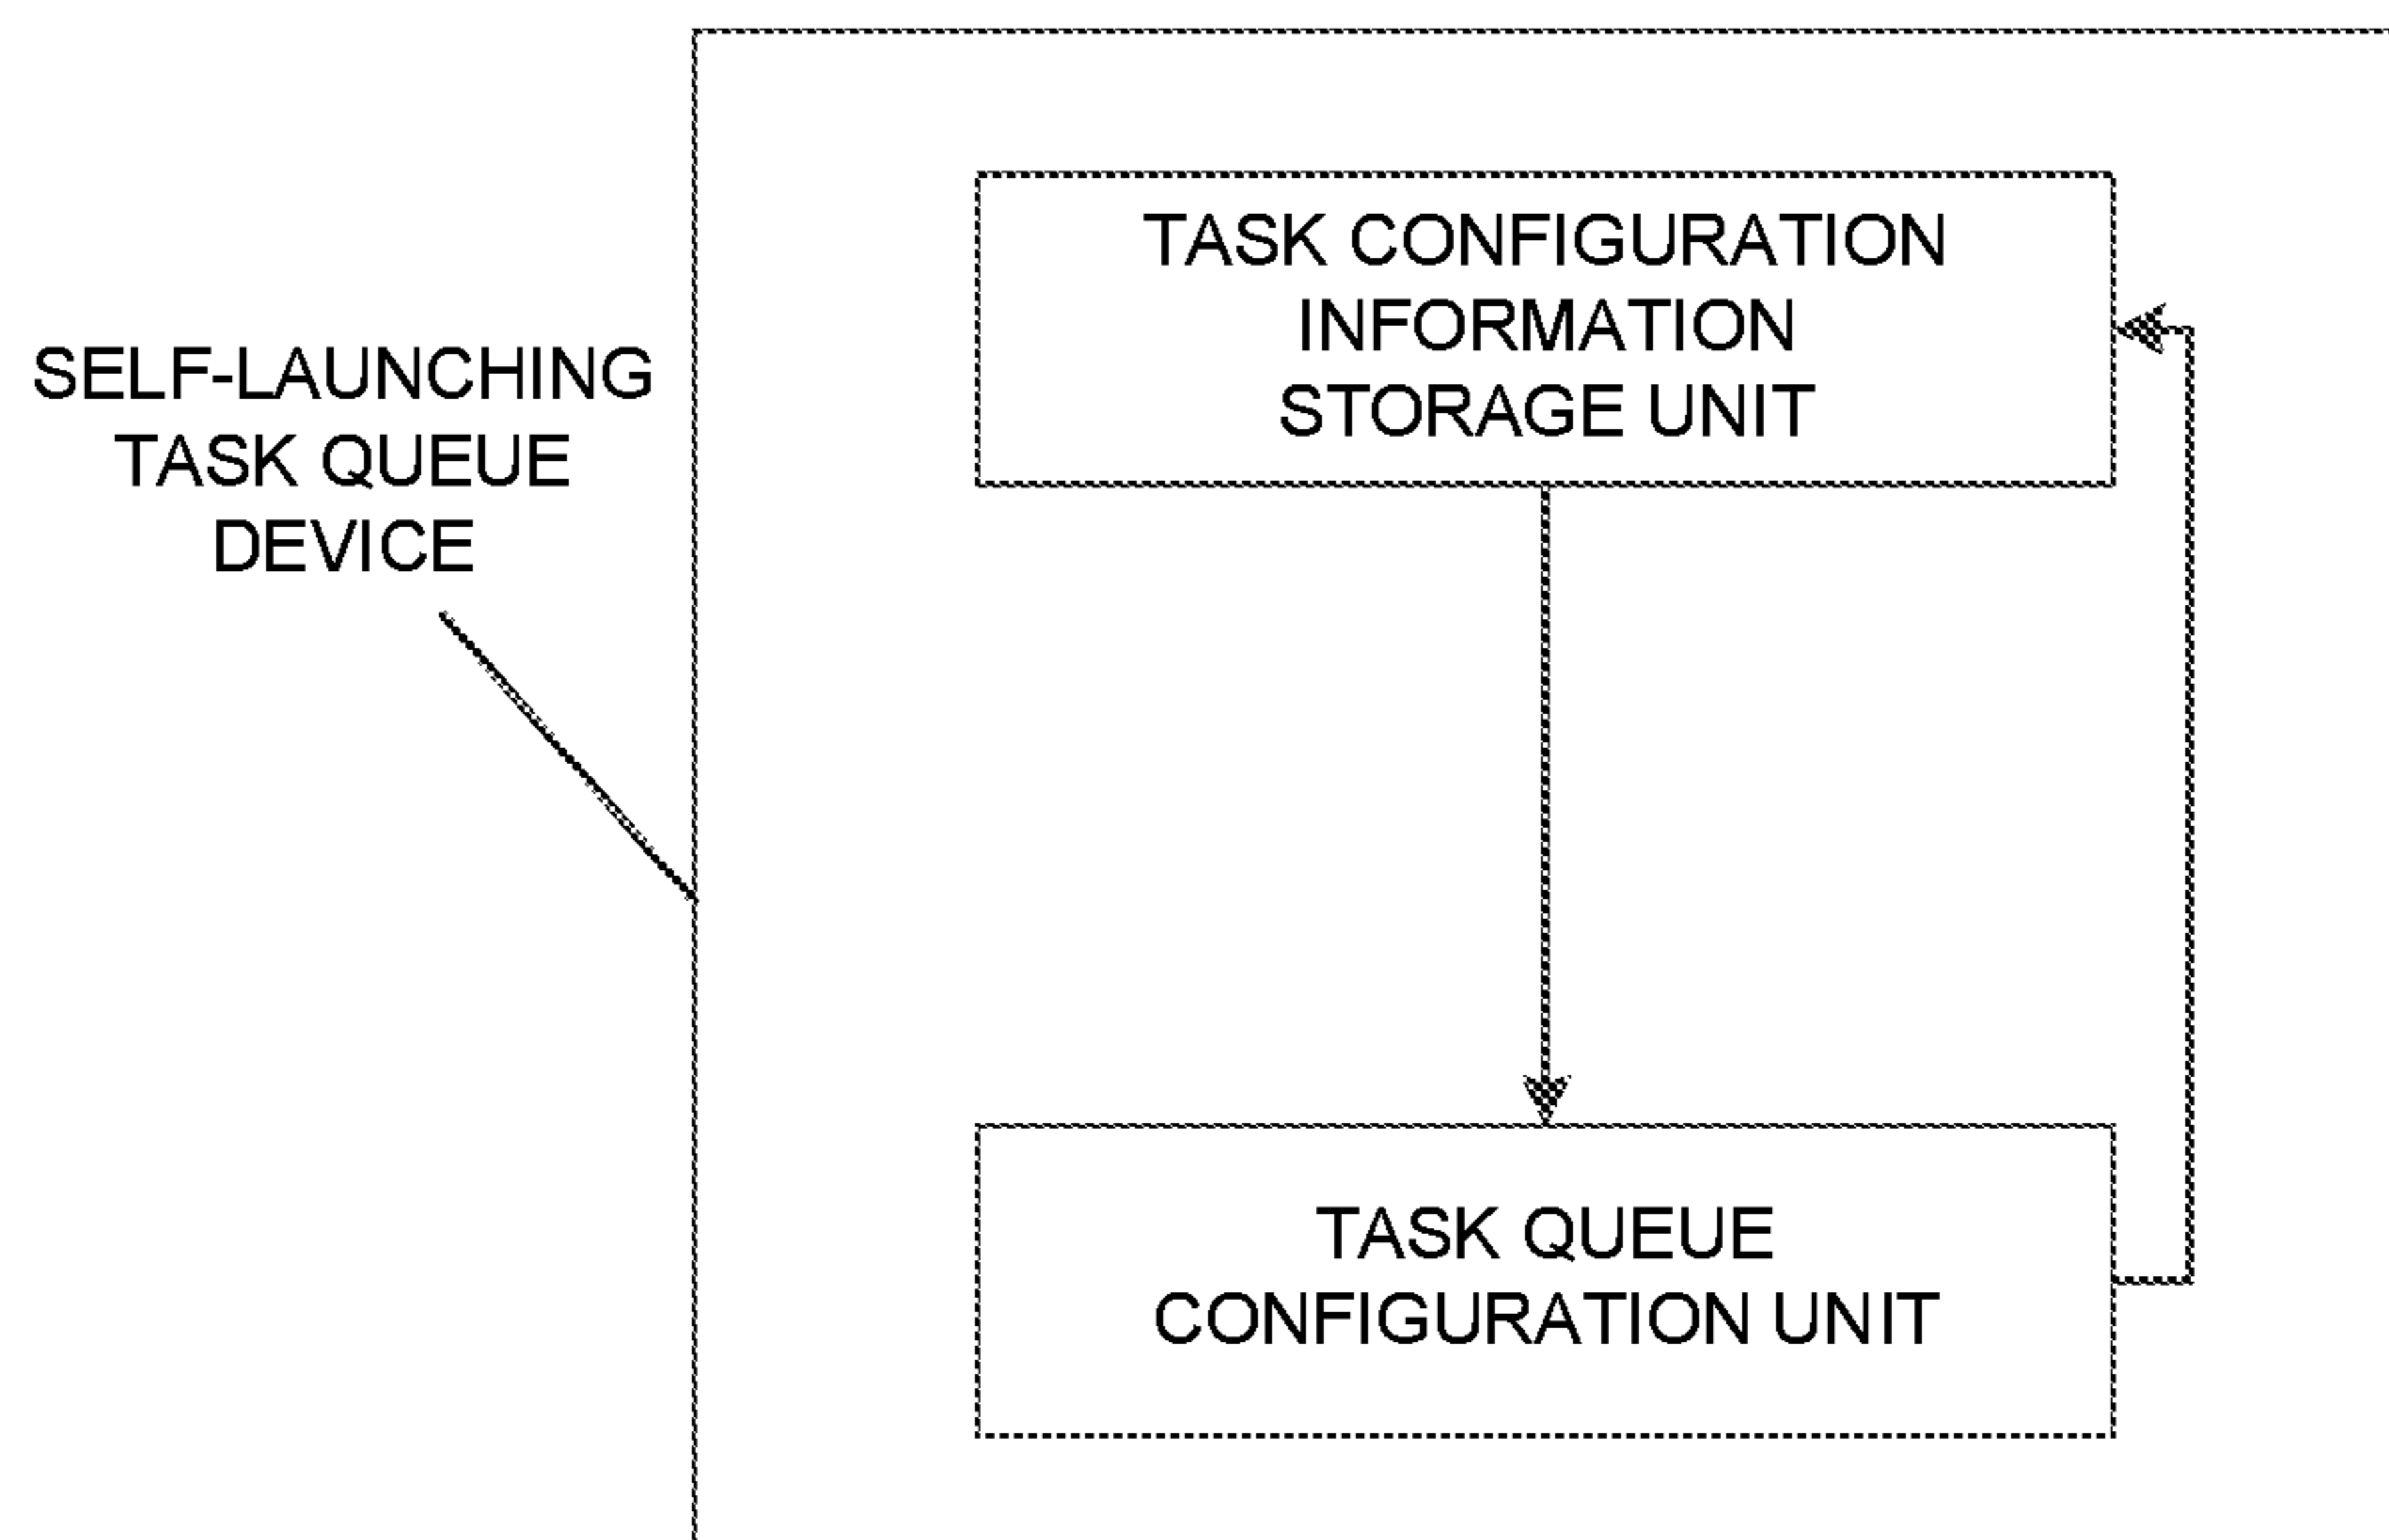 SELF-LAUNCHING
TASK QUEUE
DEVICE
TASK CONFIGURATION
INFORMATION
STORAGE UNIT
TASK QUEUE
CONFIGURATION UNIT